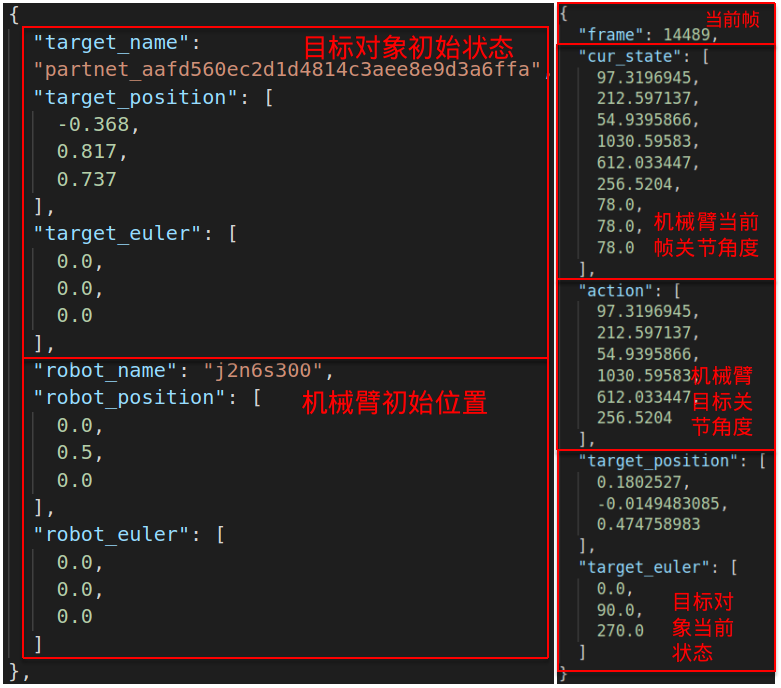 {
"target_name":
"partnet_aafd560ec2d1d4814c3aee8e9d3a6ffa",
目标对象初始状态
"target_position": [
-0.368,
0.817,
0.737
],
"target_euler": [
0.0,
0.0,
0.0
],
"robot_name": "j2n6s300",
"robot_position": [
机械臂初始位置
0.0,
0.5,
0.0
],
"robot_euler": [
0.0,
0.0,
0.0
]
},
{
当前帧
"frame": 14489,
"cur_state": [
97.3196945,
212.597137,
54.9395866,
1030.59583,
612.033447,
256.5204,
78.0,
78.0,
78.0
机械臂当前
帧关节角度
],
"action": [
97.3196945,
212.597137,
54.9395866,
1030.59583,
612.033447,
256.5204
机械臂
目标关
节角度
],
"target_position": [
0.1802527,
-0.0149483085,
0.474758983
],
"target_euler": [
0.0,
90.0,
270.0
目标对
象当前
状态
]
}